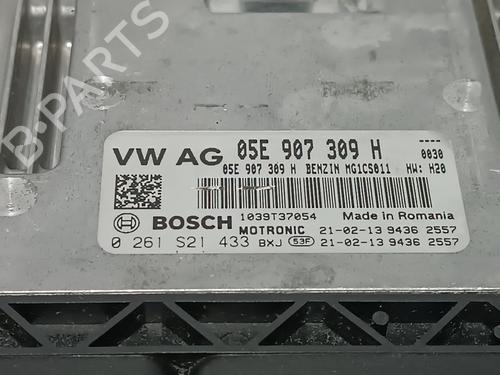 VW AG 05E 907 309 H 0030
05E 907 309 H BENZIN MG1CS011 HW: H20
BOSCH 1039T37054 Made in Romania
MOTRONIC 21-02-13 9436 2557
0 261 S21 433 BXJ 53F 21-02-13 9436 2557
B-PARTS